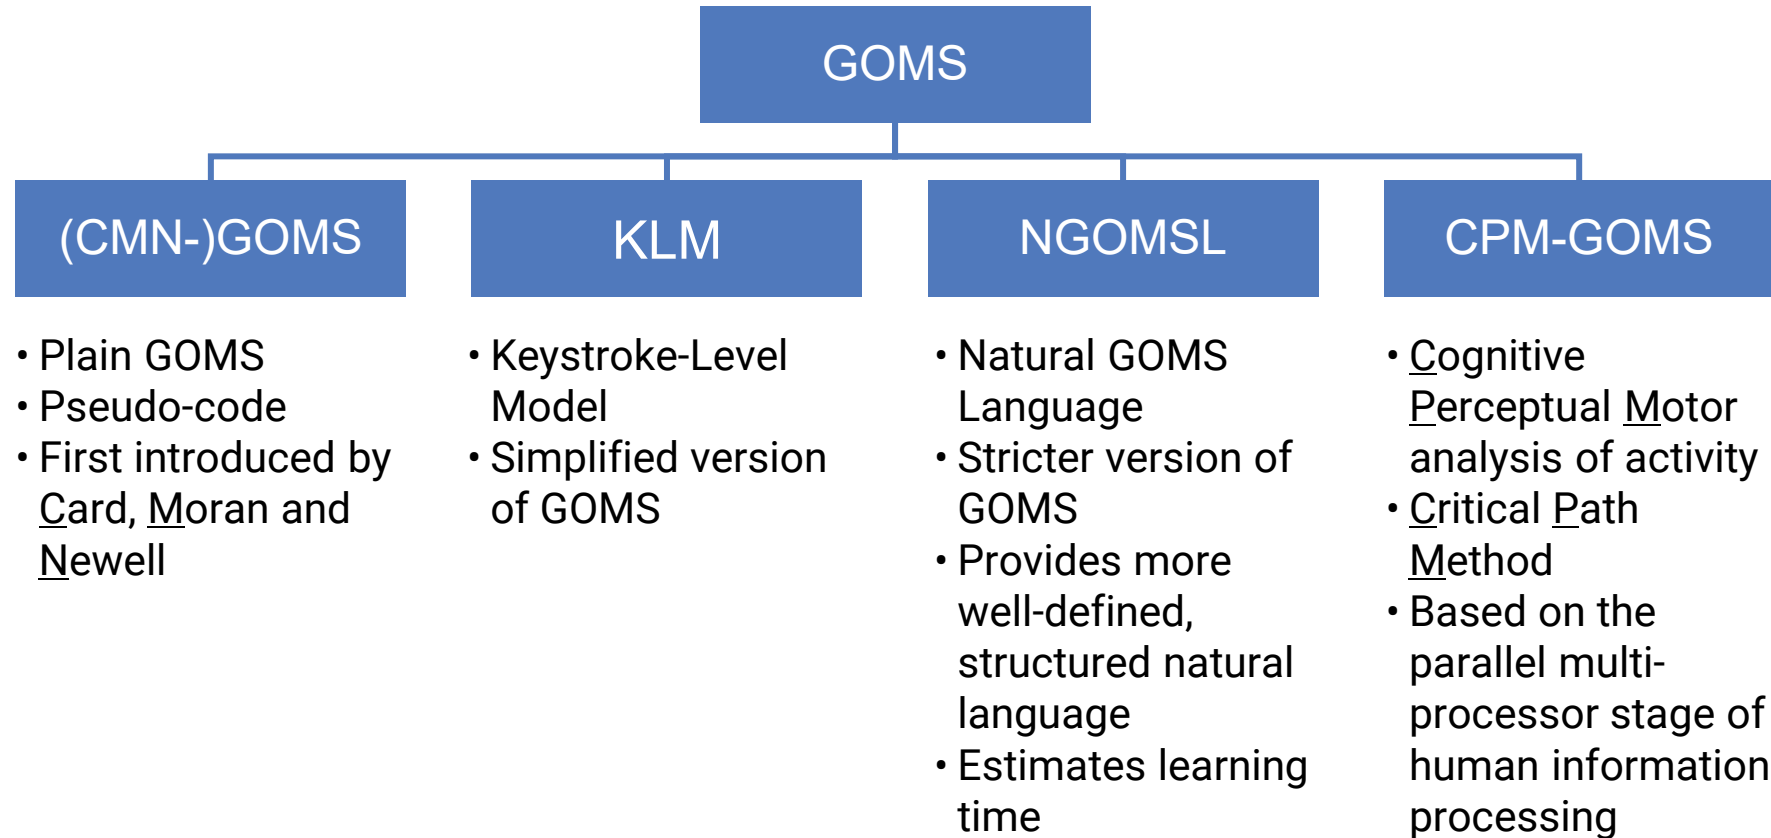 GOMS
(CMN-)GOMS
• Plain GOMS
• Pseudo-code
• First introduced by
Card, Moran and
Newell
KLM
• Keystroke-Level
Model
• Simplified version
of GOMS
NGOMSL
• Natural GOMS
Language
• Stricter version of
GOMS
• Provides more
well-defined,
structured natural
language
• Estimates learning
time
CPM-GOMS
• Cognitive
Perceptual Motor
analysis of activity
• Critical Path
Method
• Based on the
parallel multi-
processor stage of
human information
processing